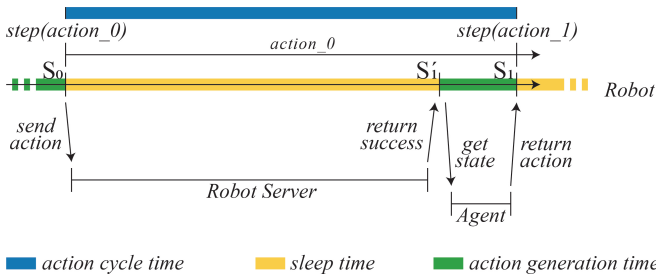 step(action_0) step(action_1)
action_0
S₀ S₁′ S₁
Robot
send action
return success
get state
return action
Robot Server
Agent
action cycle time sleep time action generation time